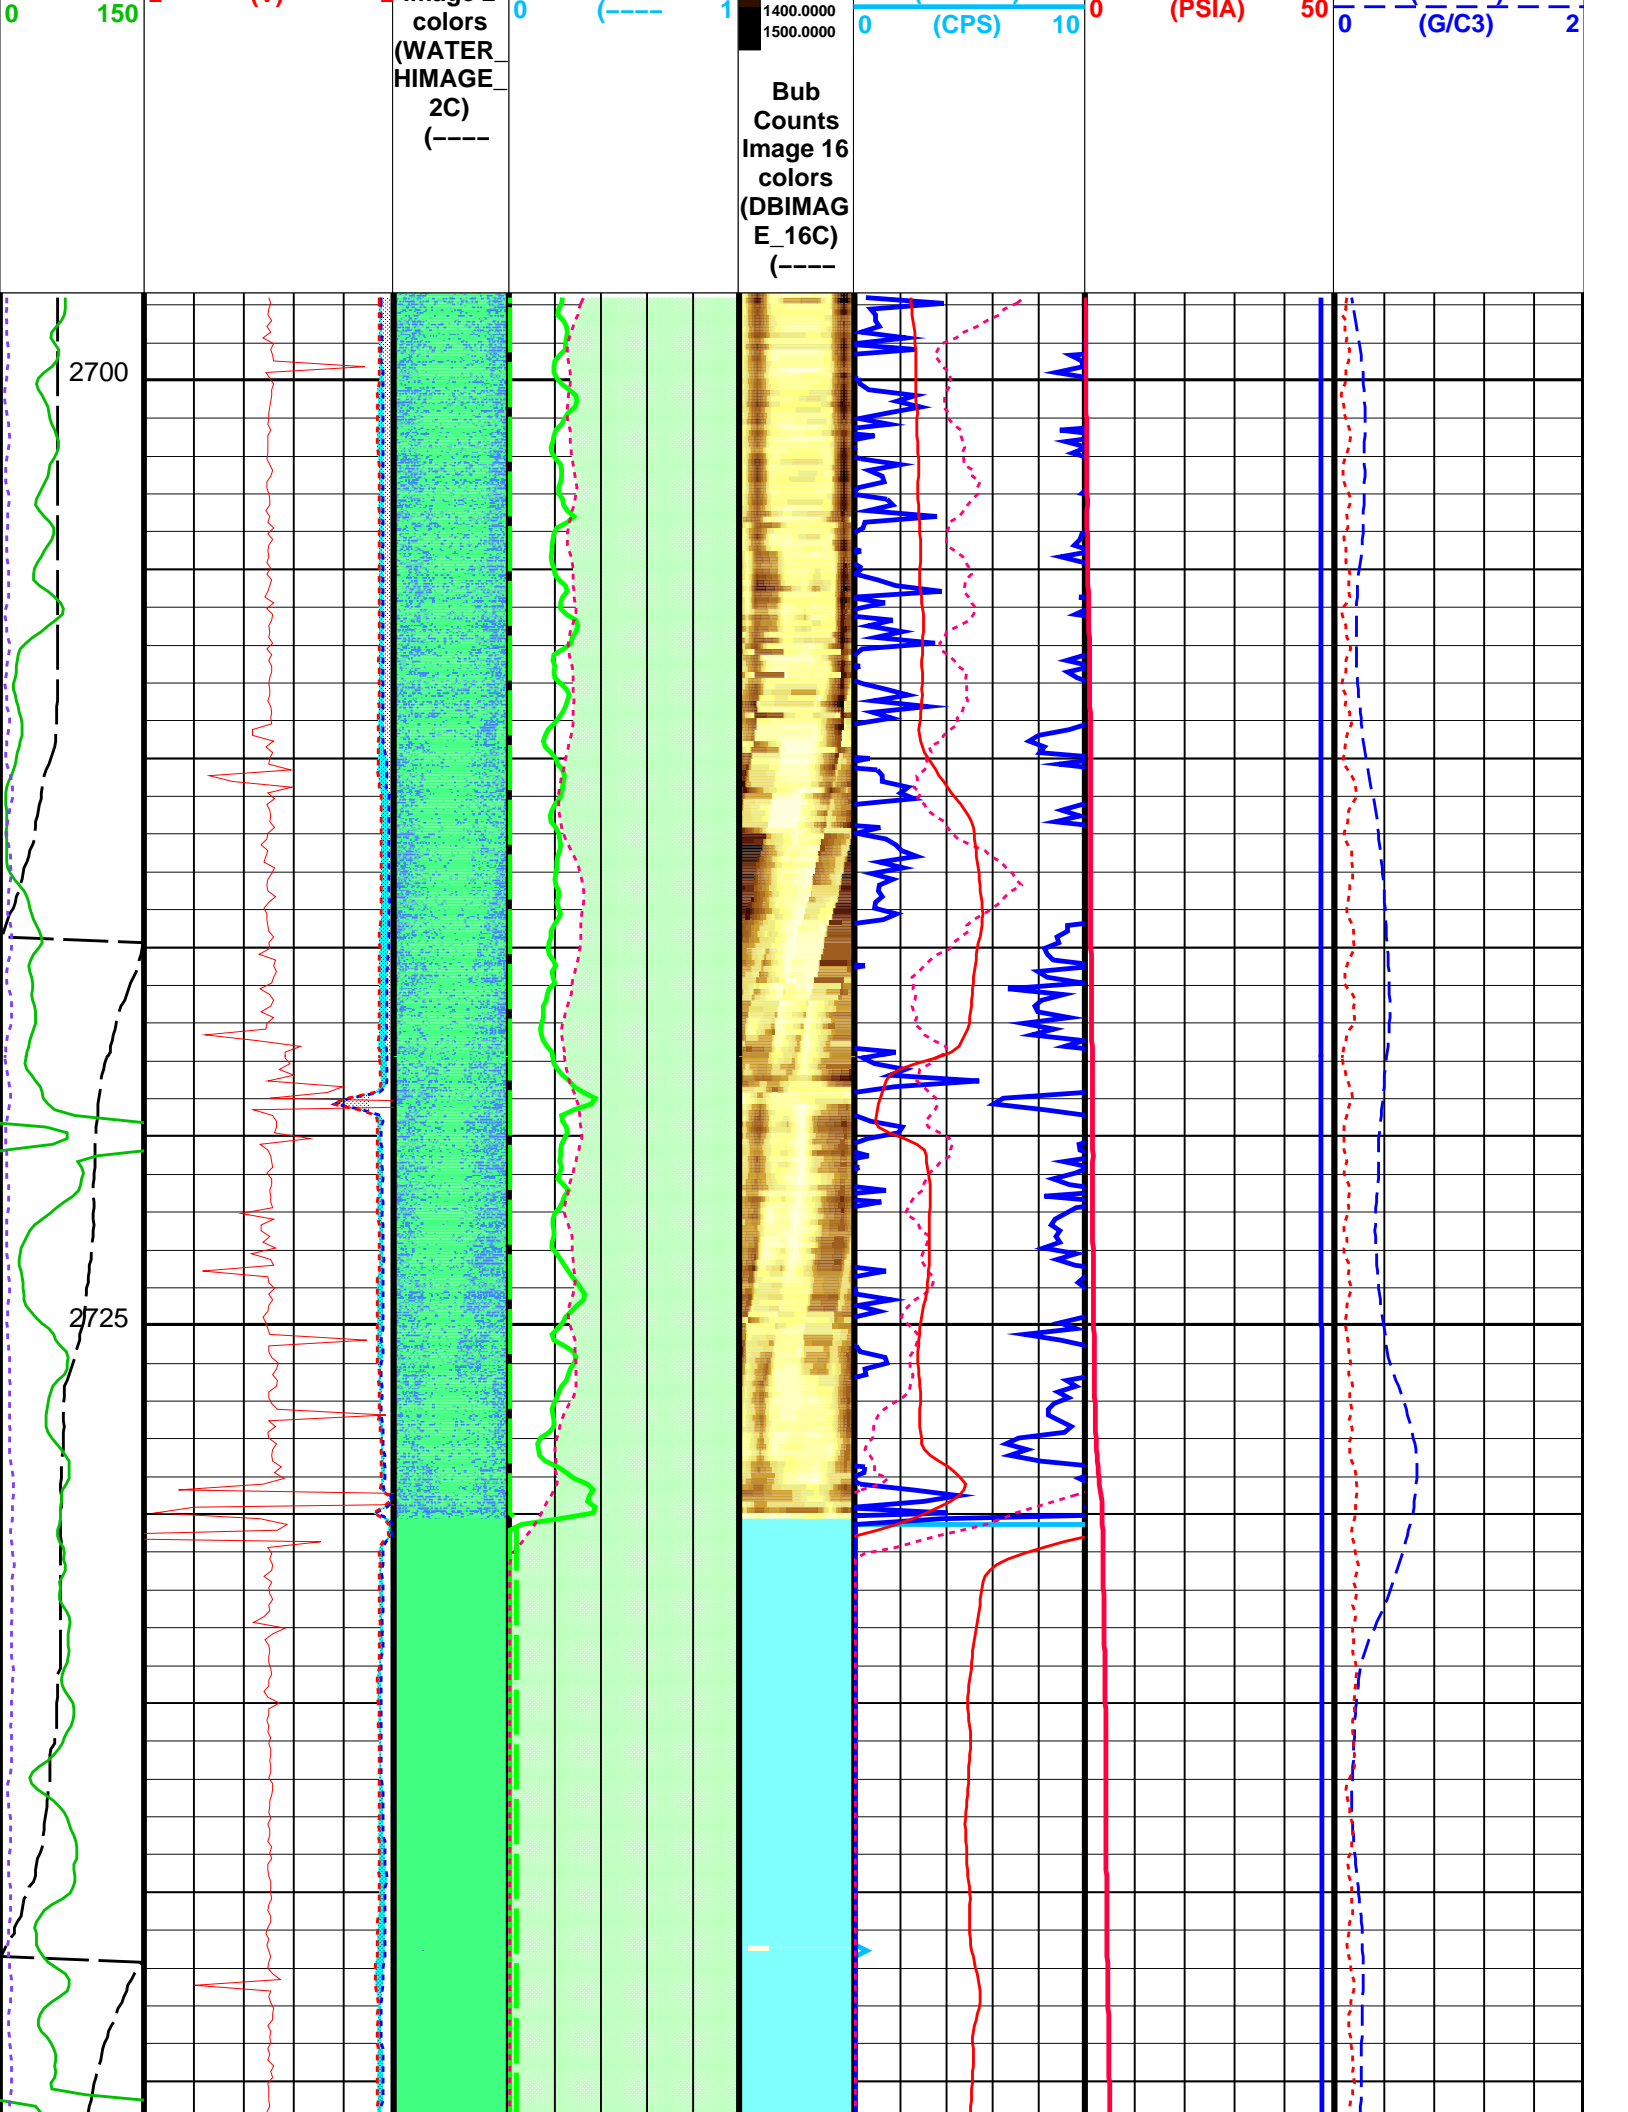 0 150
(V)
colors
(WATER_
HIMAGE_
2C)
(----
0 (---- 1
1400.0000
1500.0000
Bub
Counts
Image 16
colors
(DBIMAG
E_16C)
(----
0 (CPS) 10
0 (PSIA) 50
0 (G/C3) 2
2700
2725